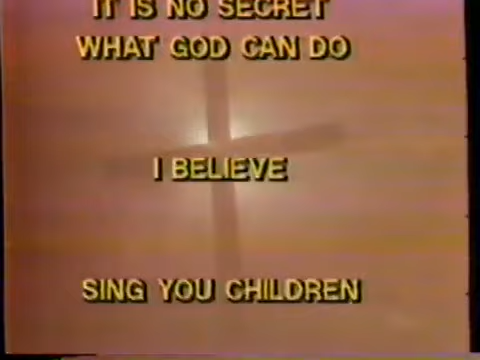 IT IS NO SECRET
WHAT GOD CAN DO
I BELIEVE
SING YOU CHILDREN